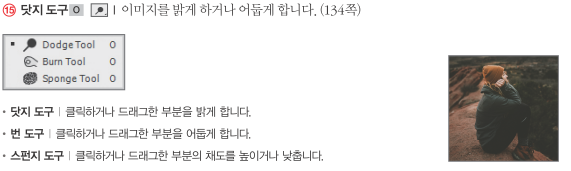 ⑮ 닷지 도구 O | 이미지를 밝게 하거나 어둡게 합니다. (134쪽)
Dodge Tool O
Burn Tool O
Sponge Tool O
• 닷지 도구 | 클릭하거나 드래그한 부분을 밝게 합니다.
• 번 도구 | 클릭하거나 드래그한 부분을 어둡게 합니다.
• 스펀지 도구 | 클릭하거나 드래그한 부분의 채도를 높이거나 낮춥니다.